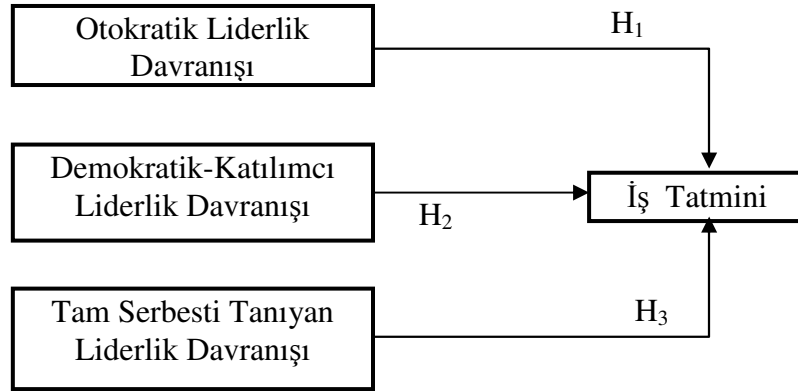 Otokratik Liderlik
Davranışı
H1
Demokratik-Katılımcı
Liderlik Davranışı
H2
İş Tatmini
Tam Serbesti Tanıyan
Liderlik Davranışı
H3